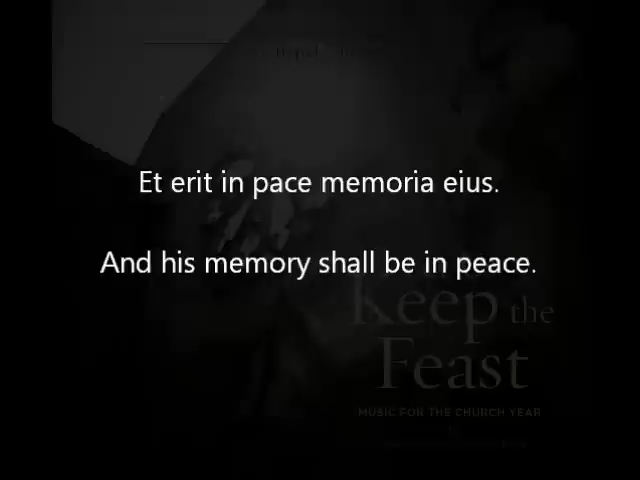 Et erit in pace memoria eius.
And his memory shall be in peace.
Keep the
Feast
MUSIC FOR THE CHURCH YEAR